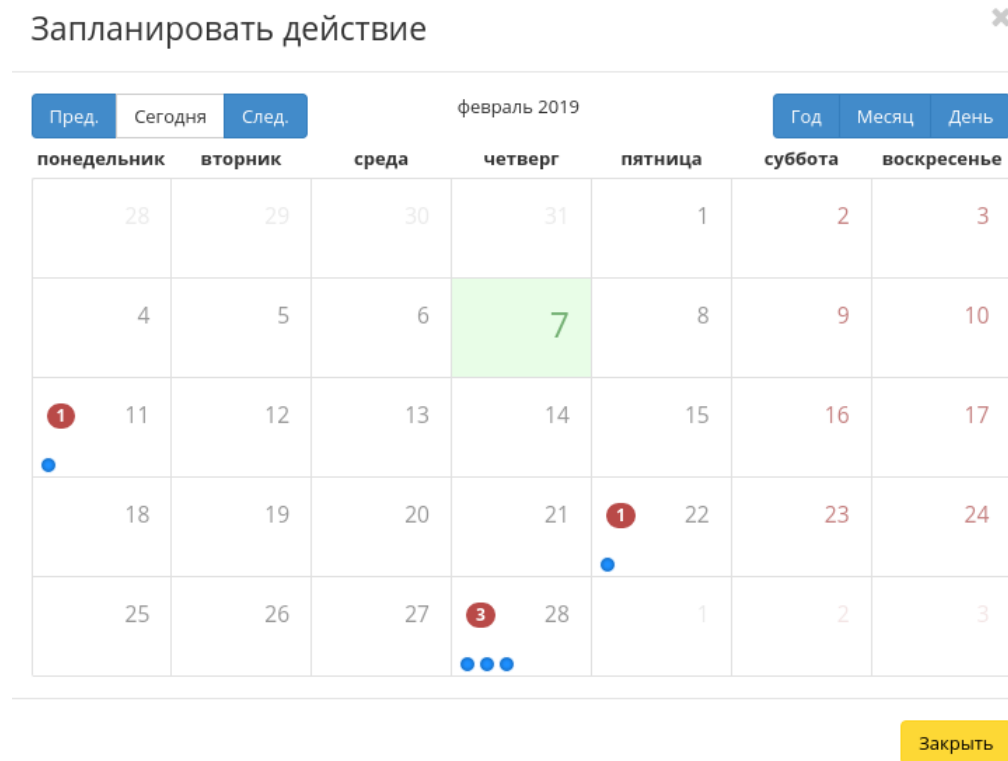 Запланировать действие
Пред. Сегодня След. февраль 2019 Год Месяц День
понедельник вторник среда четверг пятница суббота воскресенье
28 29 30 31 1 2 3
4 5 6 7 8 9 10
1 11 12 13 14 15 16 17
18 19 20 21 1 22 23 24
25 26 27 3 28 1 2 3
Закрыть